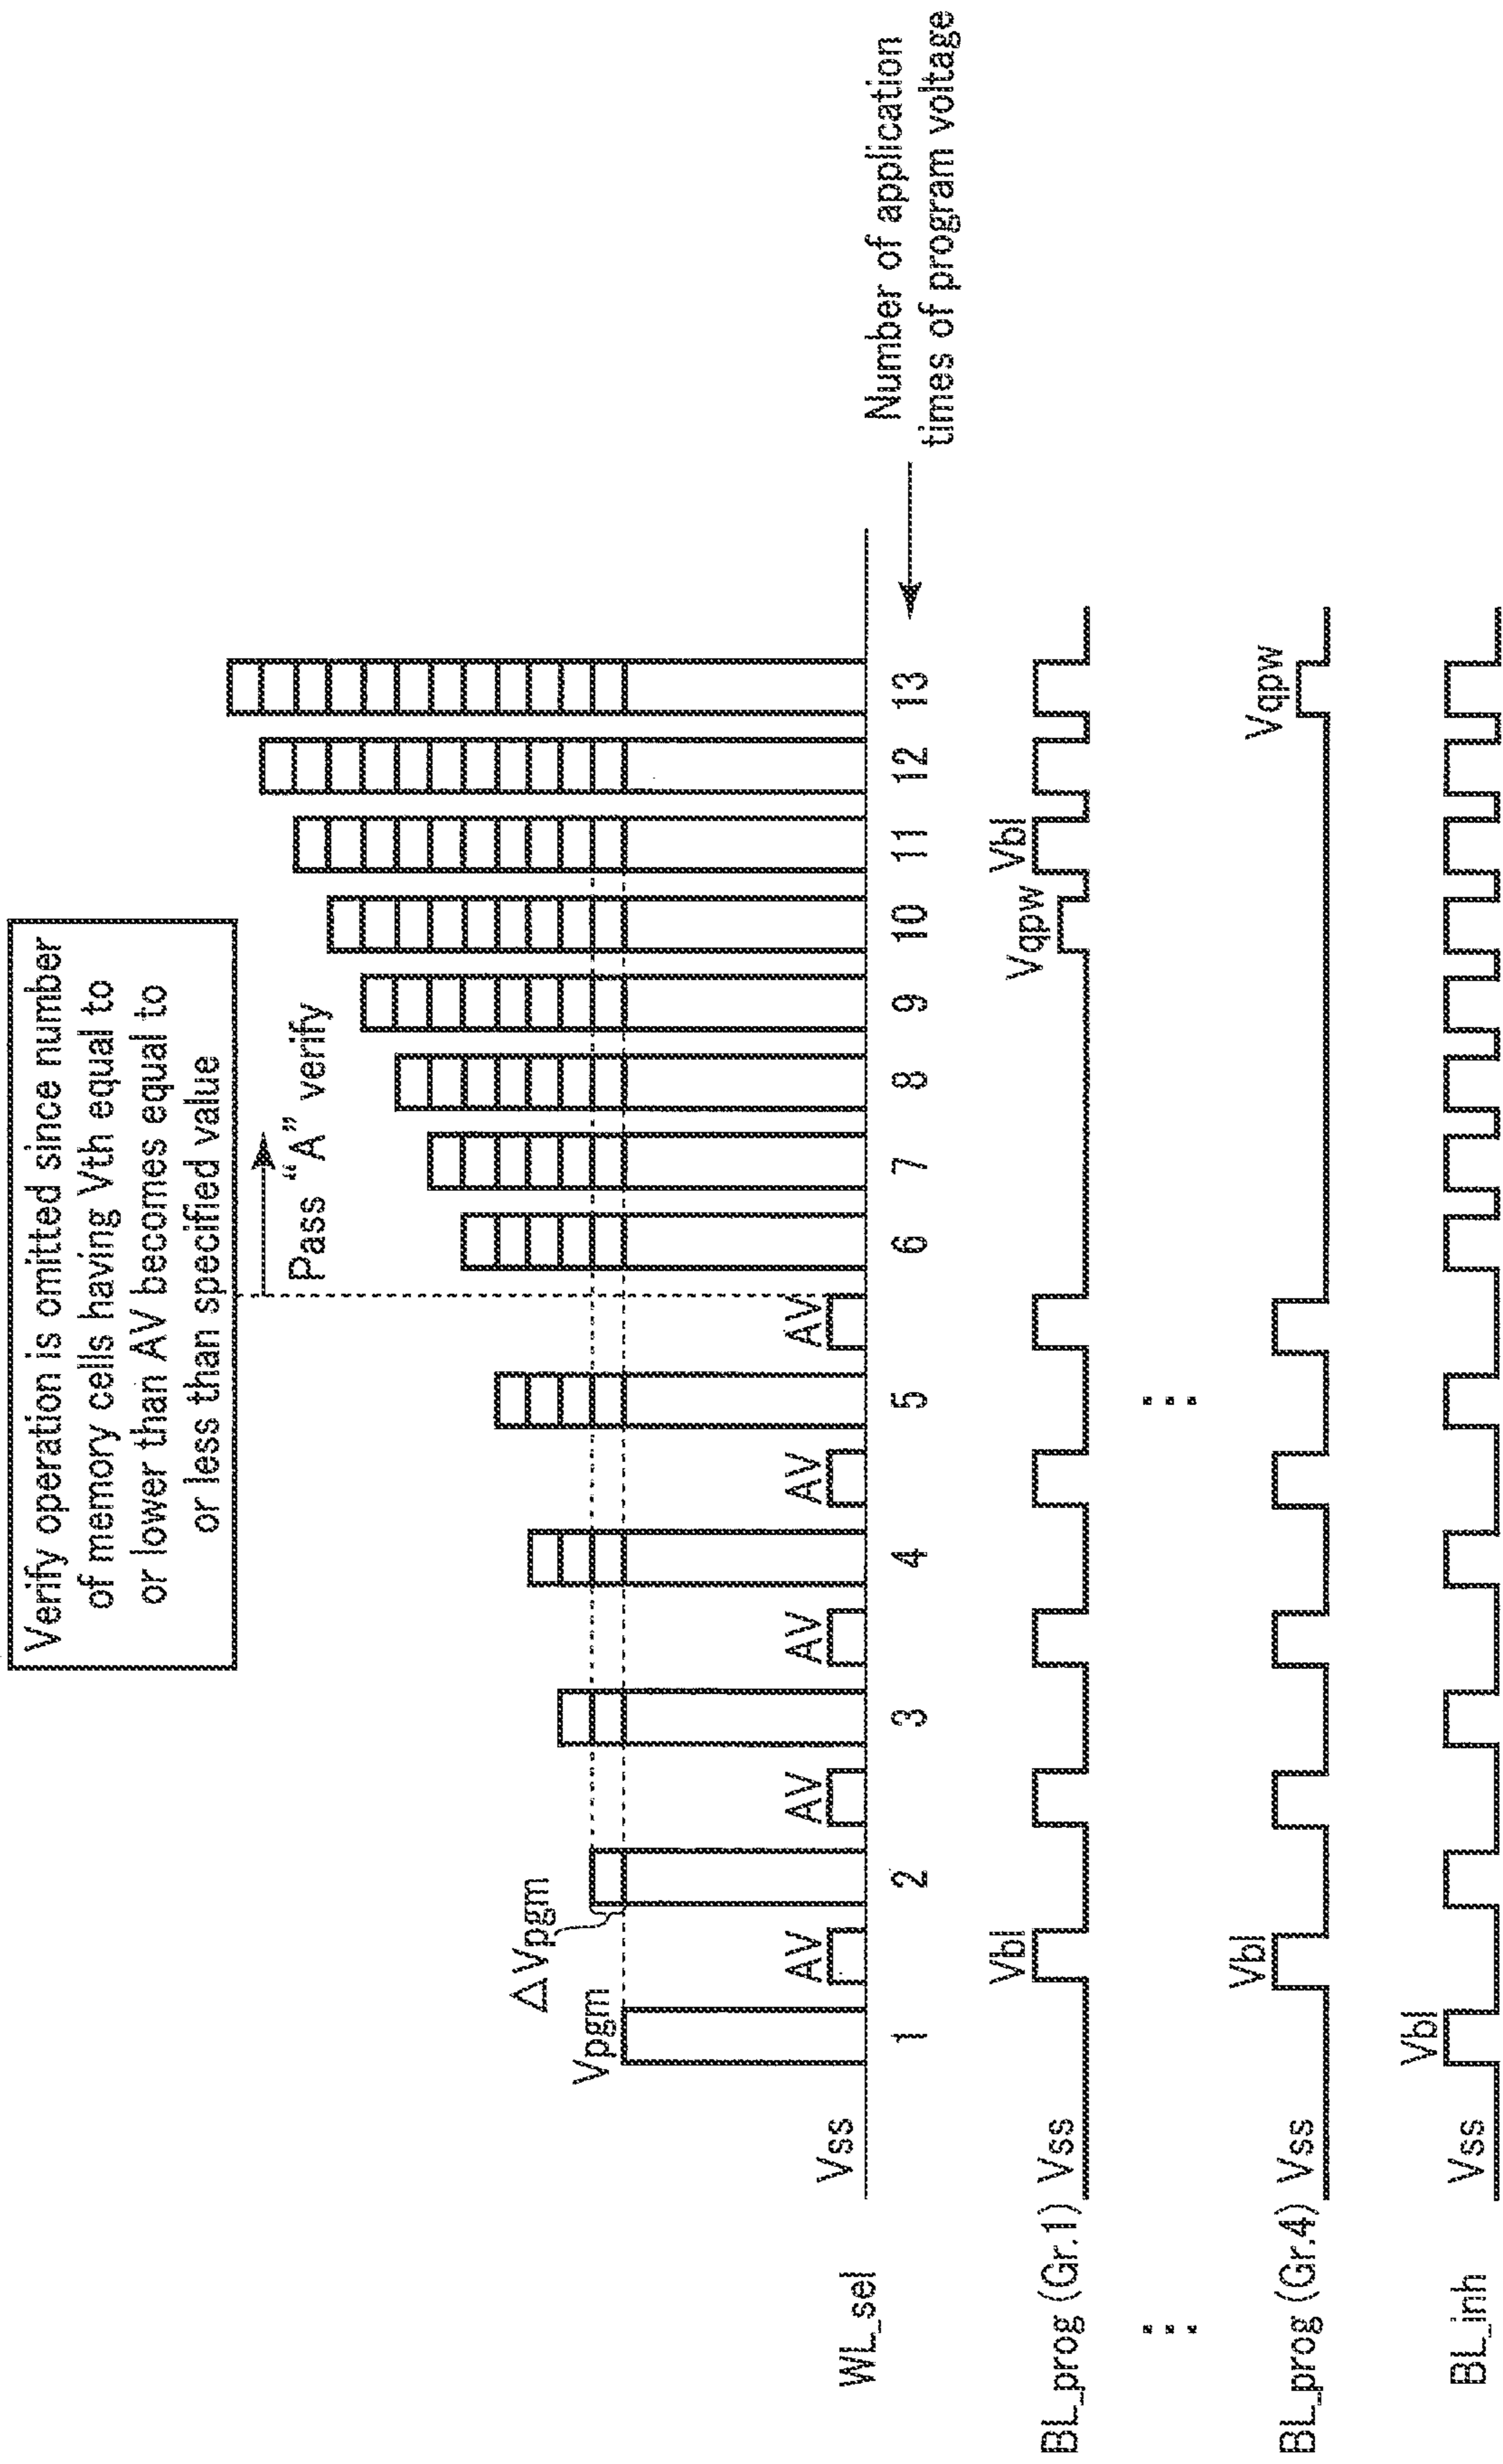 Verify operation is omitted since number
of memory cells having Vth equal to
or lower than AV becomes equal to
or less than specified value
Pass "A" verify
Number of application
times of program voltage
WL_sel
Vss
Vpgm
ΔVpgm
AV
AV
AV
AV
AV
1
2
3
4
5
6
7
8
9
10
11
12
13
BL_prog (Gr.1) Vss
Vbl
Vqpw
Vbl
BL_prog (Gr.4) Vss
Vbl
Vqpw
BL_inh
Vss
Vbl